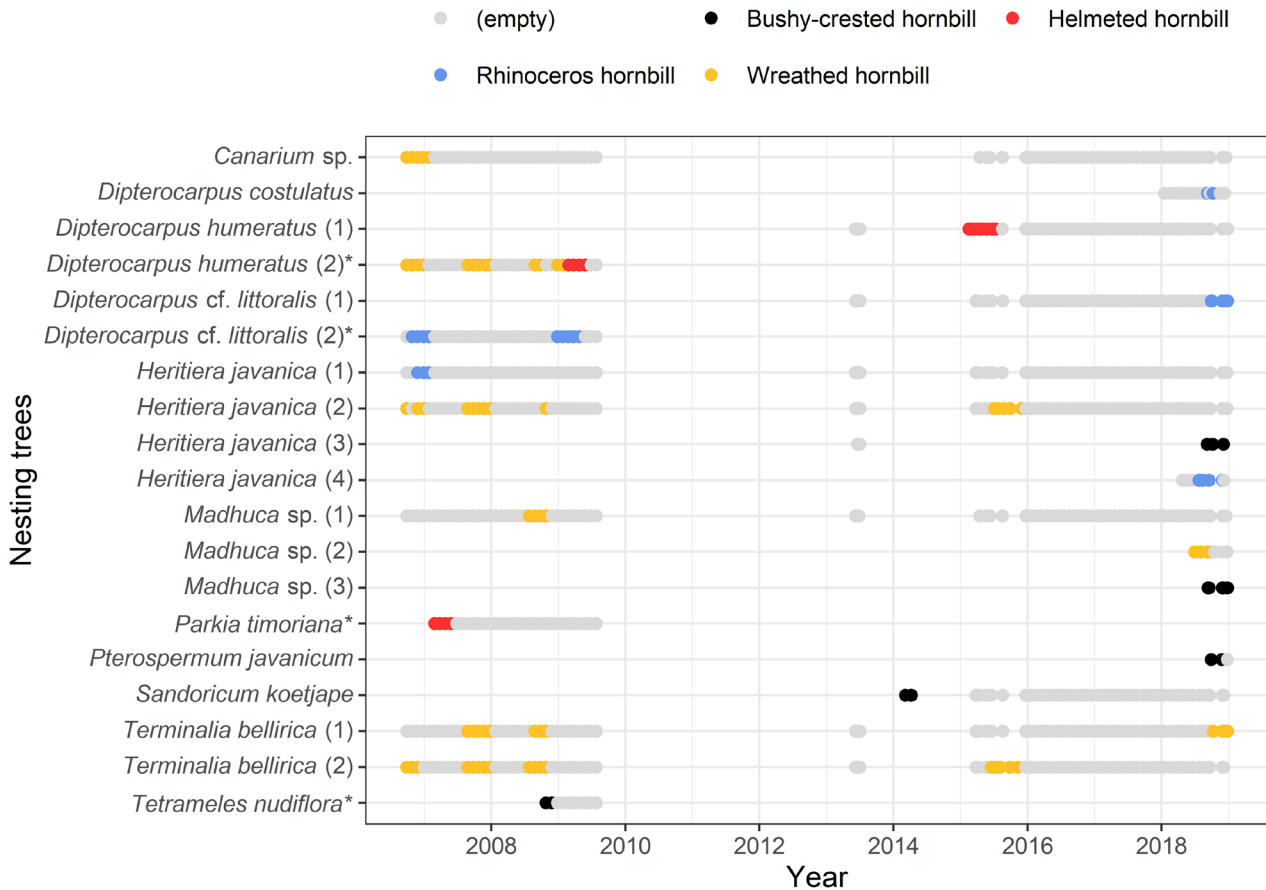 (empty) Bushy-crested hornbill Helmeted hornbill
Rhinoceros hornbill Wreathed hornbill
Nesting trees
Canarium sp.
Dipterocarpus costulatus
Dipterocarpus humeratus (1)
Dipterocarpus humeratus (2)*
Dipterocarpus cf. littoralis (1)
Dipterocarpus cf. littoralis (2)*
Heritiera javanica (1)
Heritiera javanica (2)
Heritiera javanica (3)
Heritiera javanica (4)
Madhuca sp. (1)
Madhuca sp. (2)
Madhuca sp. (3)
Parkia timoriana*
Pterospermum javanicum
Sandoricum koetjape
Terminalia bellirica (1)
Terminalia bellirica (2)
Tetrameles nudiflora*
2008 2010 2012 2014 2016 2018
Year